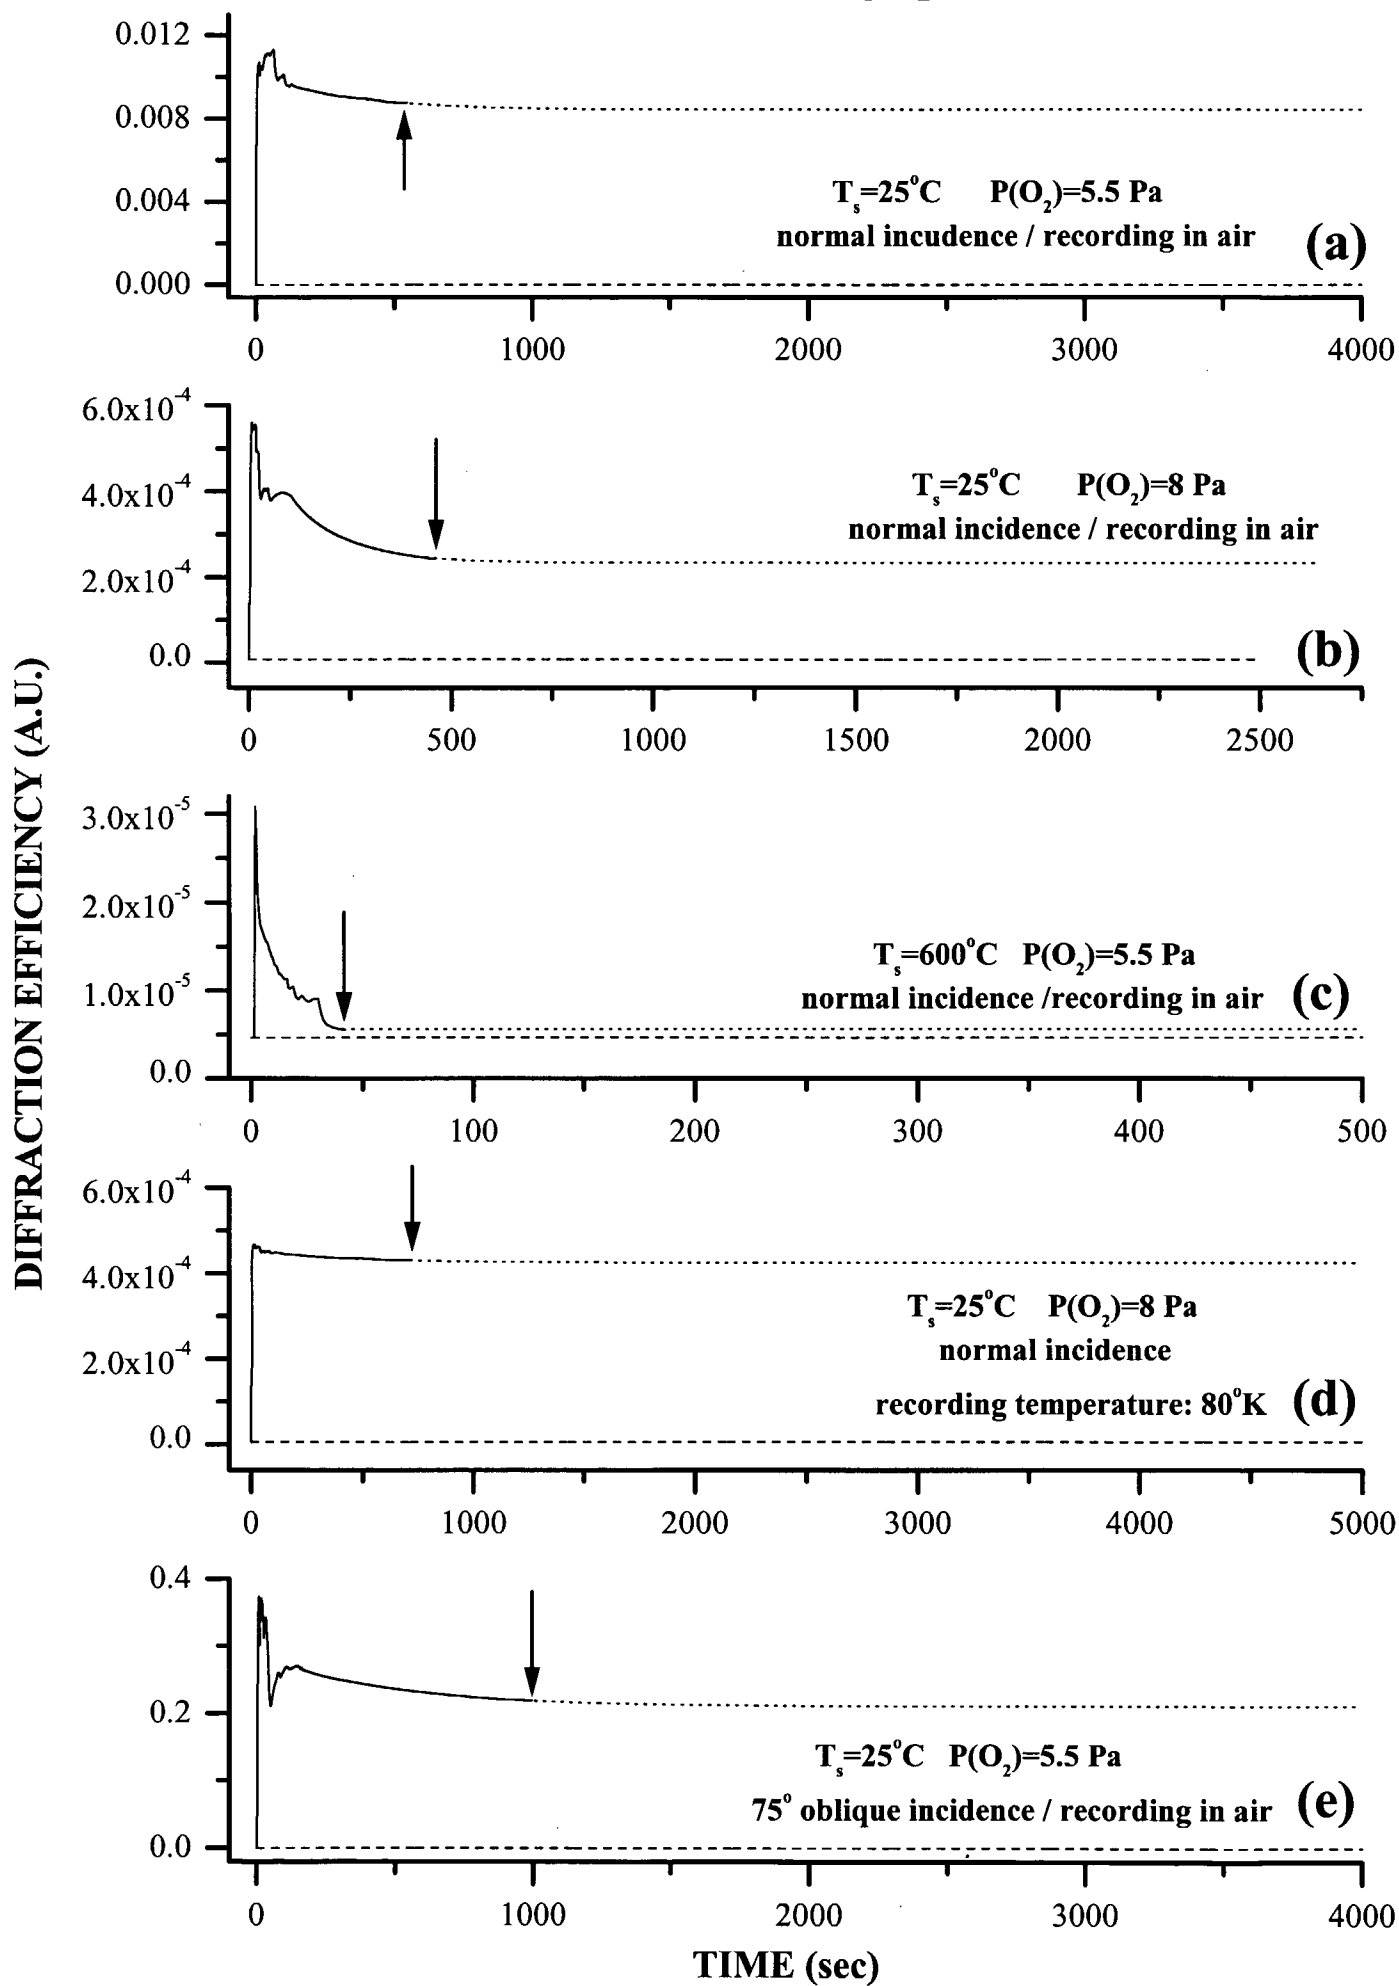 0.012
0.008
0.004
0.000
T_s=25°C P(O_2)=5.5 Pa
normal incudence / recording in air (a)
0 1000 2000 3000 4000
6.0x10^-4
4.0x10^-4
2.0x10^-4
0.0
T_s=25°C P(O_2)=8 Pa
normal incidence / recording in air
(b)
0 500 1000 1500 2000 2500
3.0x10^-5
2.0x10^-5
1.0x10^-5
0.0
T_s=600°C P(O_2)=5.5 Pa
normal incidence /recording in air (c)
0 100 200 300 400 500
6.0x10^-4
4.0x10^-4
2.0x10^-4
0.0
T_s=25°C P(O_2)=8 Pa
normal incidence
recording temperature: 80°K (d)
0 1000 2000 3000 4000 5000
0.4
0.2
0.0
T_s=25°C P(O_2)=5.5 Pa
75° oblique incidence / recording in air (e)
0 1000 2000 3000 4000
TIME (sec)
DIFFRACTION EFFICIENCY (A.U.)